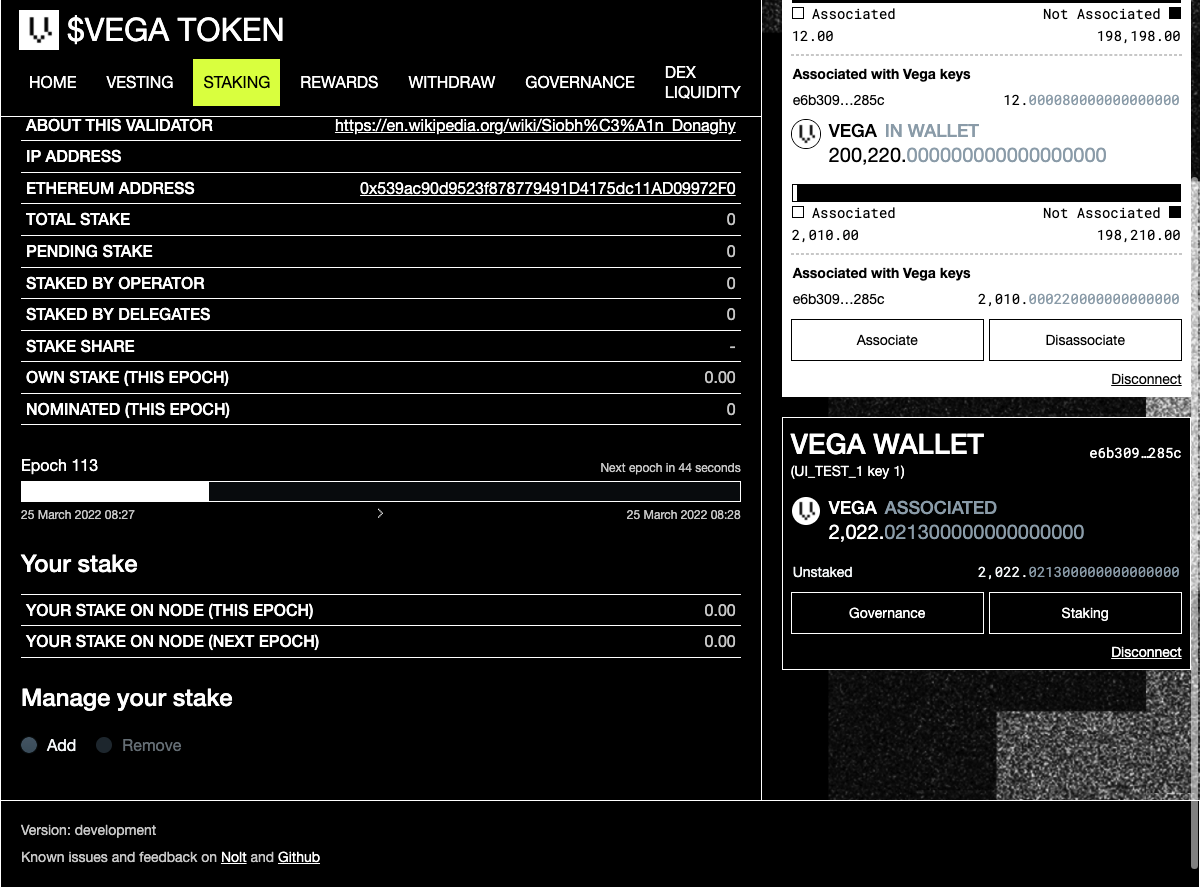 $VEGA TOKEN
HOME VESTING STAKING REWARDS WITHDRAW GOVERNANCE DEX LIQUIDITY
ABOUT THIS VALIDATOR https://en.wikipedia.org/wiki/Siobh%C3%A1n_Donaghy
IP ADDRESS
ETHEREUM ADDRESS 0x539ac90d9523f878779491D4175dc11AD09972F0
TOTAL STAKE 0
PENDING STAKE 0
STAKED BY OPERATOR 0
STAKED BY DELEGATES 0
STAKE SHARE -
OWN STAKE (THIS EPOCH) 0.00
NOMINATED (THIS EPOCH) 0
Epoch 113 Next epoch in 44 seconds
25 March 2022 08:27 25 March 2022 08:28
Your stake
YOUR STAKE ON NODE (THIS EPOCH) 0.00
YOUR STAKE ON NODE (NEXT EPOCH) 0.00
Manage your stake
Add Remove
Associated Not Associated
12.00 198,198.00
Associated with Vega keys
e6b309…285c 12.000080000000000000
VEGA IN WALLET
200,220.000000000000000000
Associated Not Associated
2,010.00 198,210.00
Associated with Vega keys
e6b309…285c 2,010.000220000000000000
Associate Disassociate
Disconnect
VEGA WALLET e6b309…285c
(UI_TEST_1 key 1)
VEGA ASSOCIATED
2,022.021300000000000000
Unstaked 2,022.021300000000000000
Governance Staking
Disconnect
Version: development
Known issues and feedback on Nolt and Github